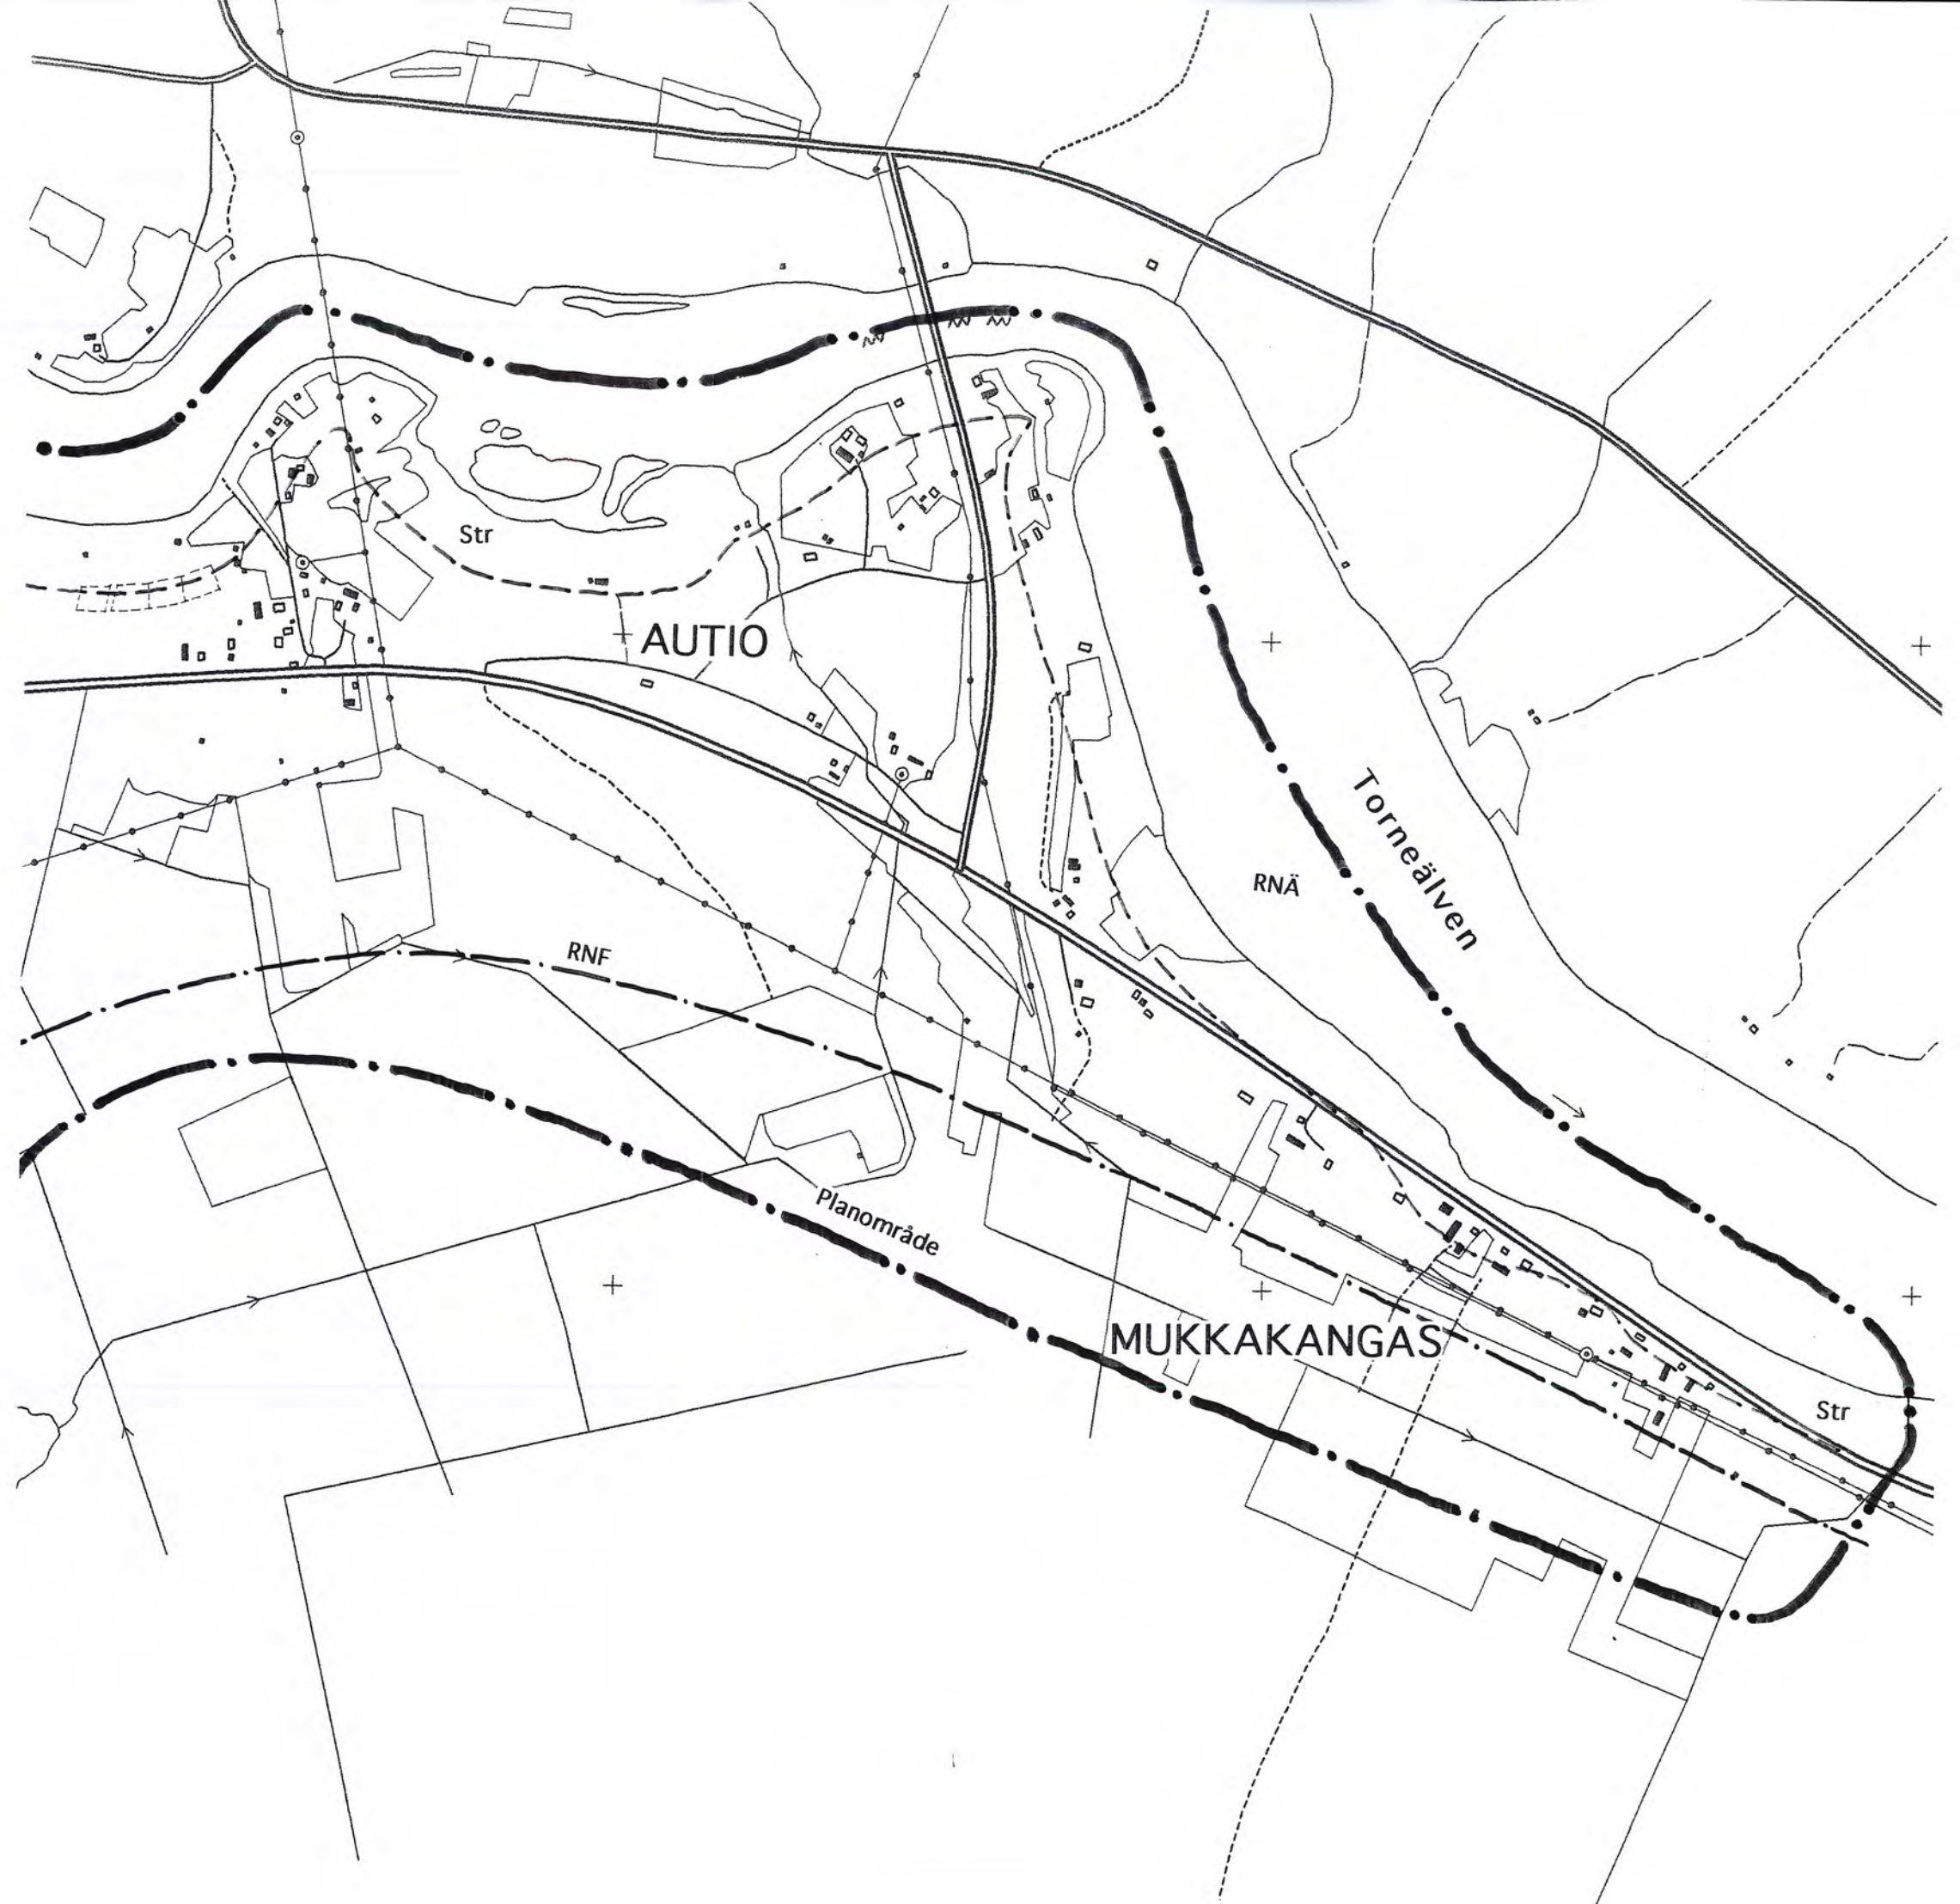 Str
AUTIO
Torneälven
RNÄ
RNF
Planområde
MUKKAKANGAS
Str